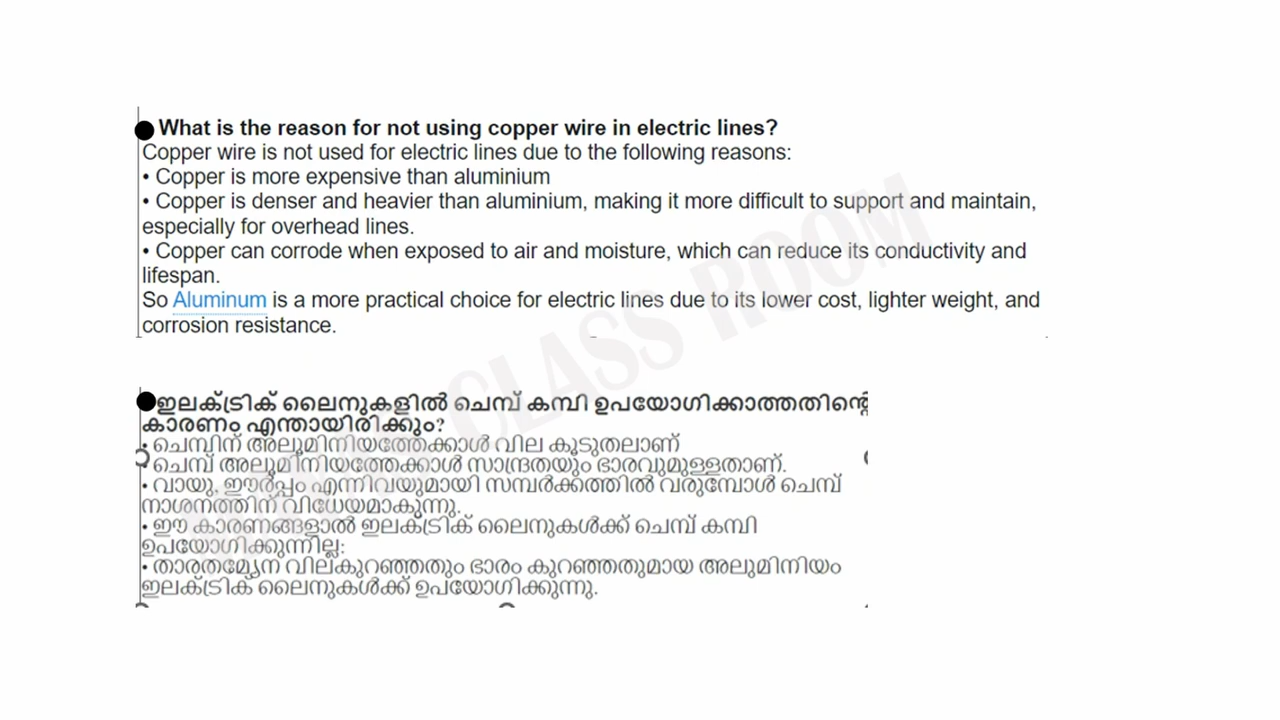 What is the reason for not using copper wire in electric lines?
Copper wire is not used for electric lines due to the following reasons:
• Copper is more expensive than aluminium
• Copper is denser and heavier than aluminium, making it more difficult to support and maintain,
especially for overhead lines.
• Copper can corrode when exposed to air and moisture, which can reduce its conductivity and
lifespan.
So Aluminum is a more practical choice for electric lines due to its lower cost, lighter weight, and
corrosion resistance.
ഇലക്ട്രിക് ലൈനുകളിൽ ചെമ്പ് കമ്പി ഉപയോഗിക്കാത്തതിന്റെ
കാരണം എന്തായിരിക്കും?
• ചെമ്പിന് അലൂമിനിയത്തേക്കാൾ വില കൂടുതലാണ്
• ചെമ്പ് അലൂമിനിയത്തേക്കാൾ സാന്ദ്രതയും ഭാരവുമുള്ളതാണ്.
• വായു, ഈർപ്പം എന്നിവയുമായി സമ്പർക്കത്തിൽ വരുമ്പോൾ ചെമ്പ്
നാശനത്തിന് വിധേയമാകുന്നു.
• ഈ കാരണങ്ങളാൽ ഇലക്ട്രിക് ലൈനുകൾക്ക് ചെമ്പ് കമ്പി
ഉപയോഗിക്കുന്നില്ല:
• താരതമ്യേന വിലകുറഞ്ഞതും ഭാരം കുറഞ്ഞതുമായ അലുമിനിയം
ഇലക്ട്രിക് ലൈനുകൾക്ക് ഉപയോഗിക്കുന്നു.
CLASS ROOM